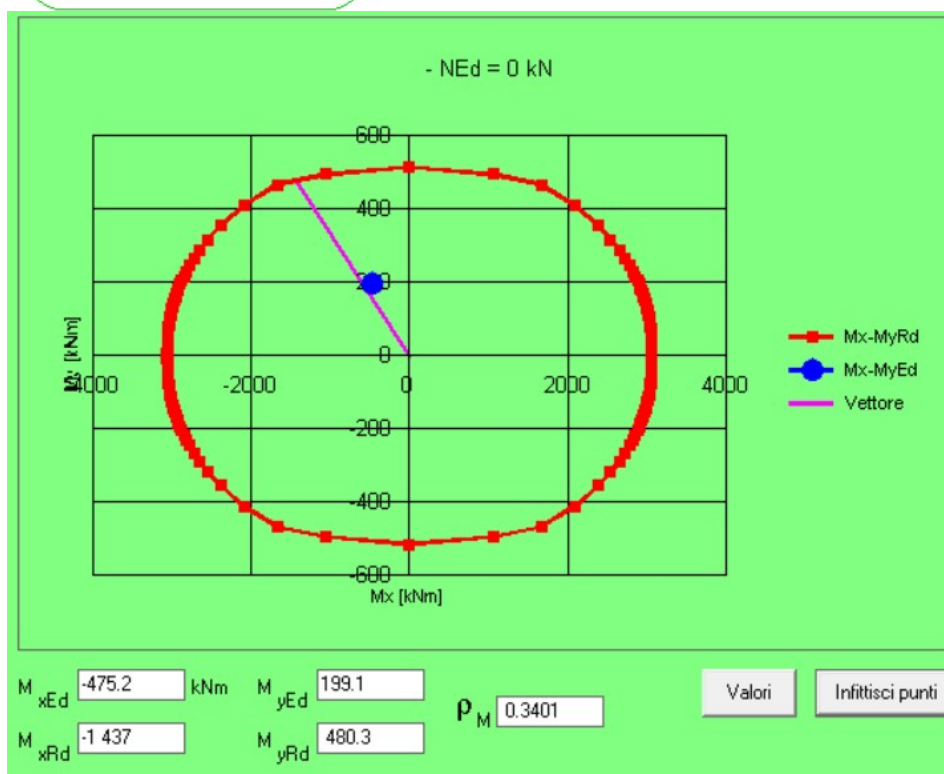 - NEd = 0 kN
600
400
200
0
-4000 -2000 0 2000 4000
-200
-400
-600
Mx [kNm]
Mx-MyRd
Mx-MyEd
Vettore
M xEd -475.2 kNm M yEd 199.1
ρ M 0.3401
M xRd -1 437 M yRd 480.3
Valori
Infittisci punti